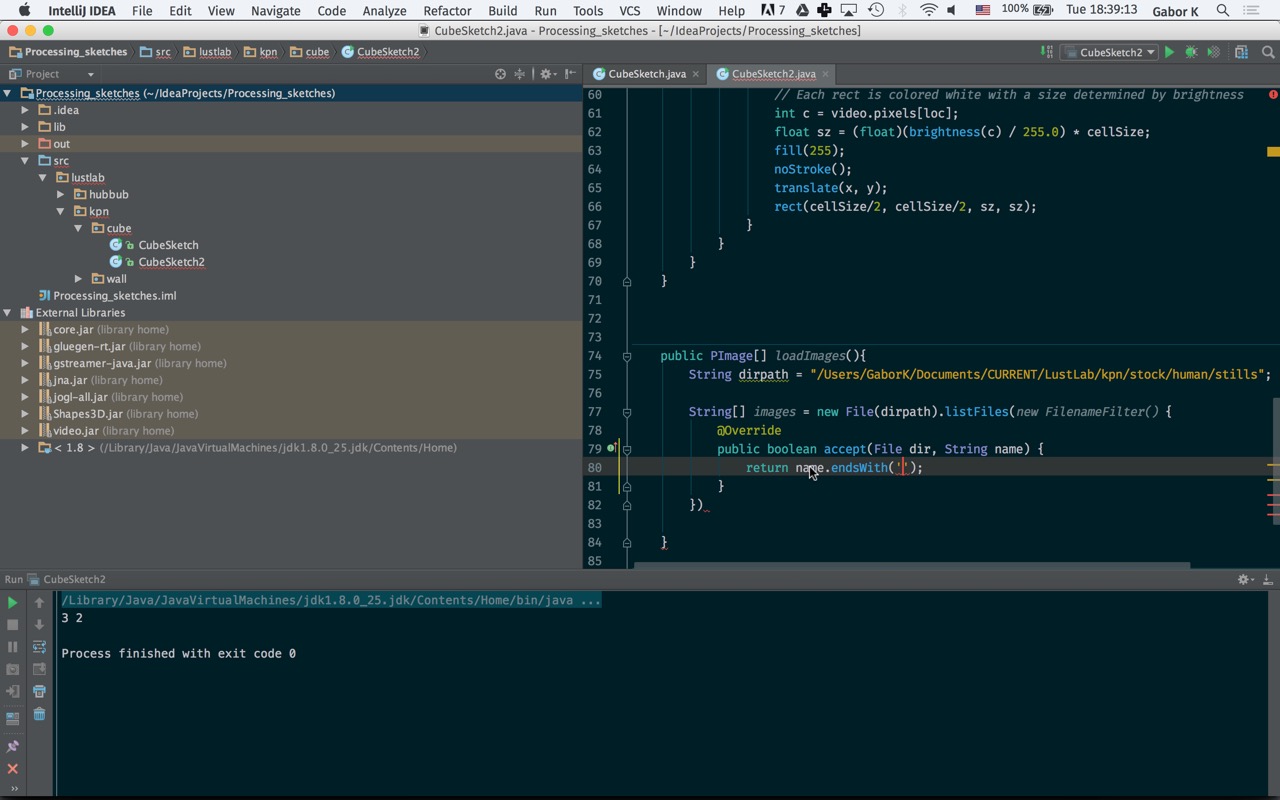 IntelliJ IDEA File Edit View Navigate Code Analyze Refactor Build Run Tools VCS Window Help 7 100% Tue 18:39:13 Gabor K
CubeSketch2.java - Processing_sketches - [~/IdeaProjects/Processing_sketches]
Processing_sketches src lustlab kpn cube CubeSketch2 CubeSketch2
Project
CubeSketch.java CubeSketch2.java
Processing_sketches (~/IdeaProjects/Processing_sketches)
.idea
lib
out
src
lustlab
hubbub
kpn
cube
CubeSketch
CubeSketch2
wall
Processing_sketches.iml
External Libraries
core.jar (library home)
gluegen-rt.jar (library home)
gstreamer-java.jar (library home)
jna.jar (library home)
jogl-all.jar (library home)
Shapes3D.jar (library home)
video.jar (library home)
< 1.8 > (/Library/Java/JavaVirtualMachines/jdk1.8.0_25.jdk/Contents/Home)
60 // Each rect is colored white with a size determined by brightness
61 int c = video.pixels[loc];
62 float sz = (float)(brightness(c) / 255.0) * cellSize;
63 fill(255);
64 noStroke();
65 translate(x, y);
66 rect(cellSize/2, cellSize/2, sz, sz);
67 }
68 }
69 }
70 }
71
72
73
74 public PImage[] loadImages(){
75 String dirpath = "/Users/GaborK/Documents/CURRENT/LustLab/kpn/stock/human/stills";
76
77 String[] images = new File(dirpath).listFiles(new FilenameFilter() {
78 @Override
79 public boolean accept(File dir, String name) {
80 return name.endsWith('');
81 }
82 })
83
84 }
85
Run CubeSketch2
/Library/Java/JavaVirtualMachines/jdk1.8.0_25.jdk/Contents/Home/bin/java ...
3 2
Process finished with exit code 0